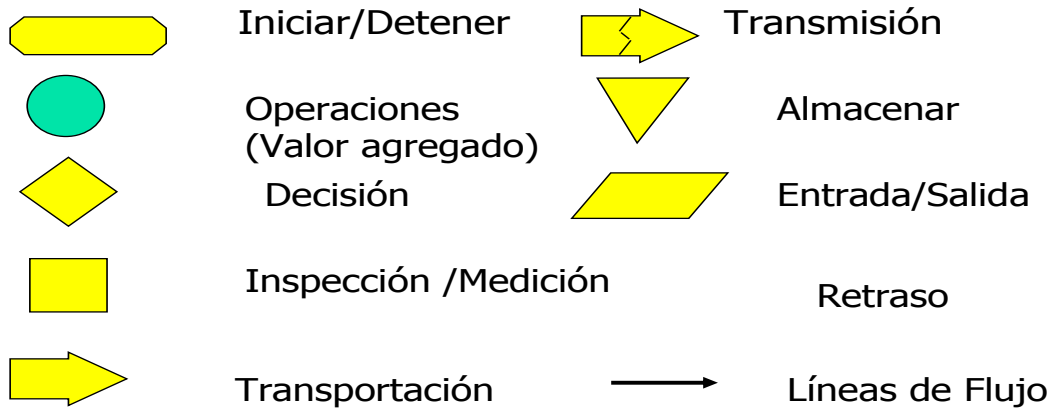 Iniciar/Detener
Transmisión
Operaciones
(Valor agregado)
Almacenar
Decisión
Entrada/Salida
Inspección /Medición
Retraso
Transportación
Líneas de Flujo